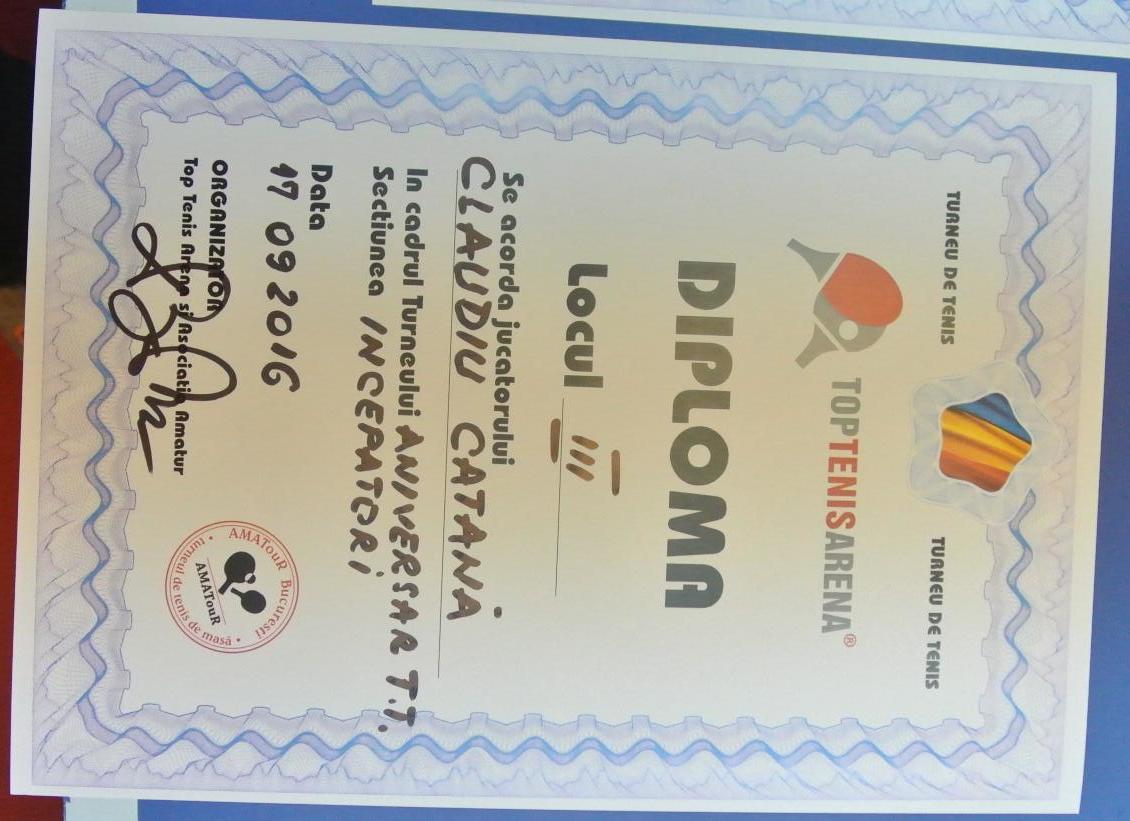 TURNEU DE TENIS
TURNEU DE TENIS
TOPTENISARENA®
DIPLOMA
Locul III
Se acorda jucatorului
CLAUDIU CATANĂ
In cadrul Turneului ANIVERSAR T.T.
Sectiunea INCEPATORI
Data
17 09 2016
ORGANIZATOR
Top Tenis Arena si Asociatia Amatur
AMATouR Bucuresti
AMATouR
• turneul de tenis de masă •